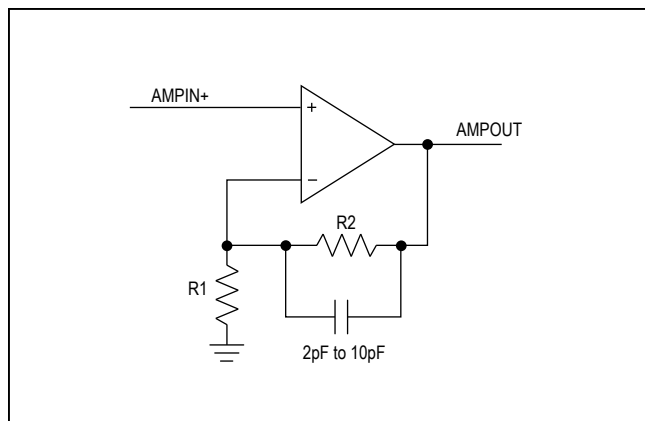 AMPIN+
+
AMPOUT
−
R2
R1
2pF to 10pF